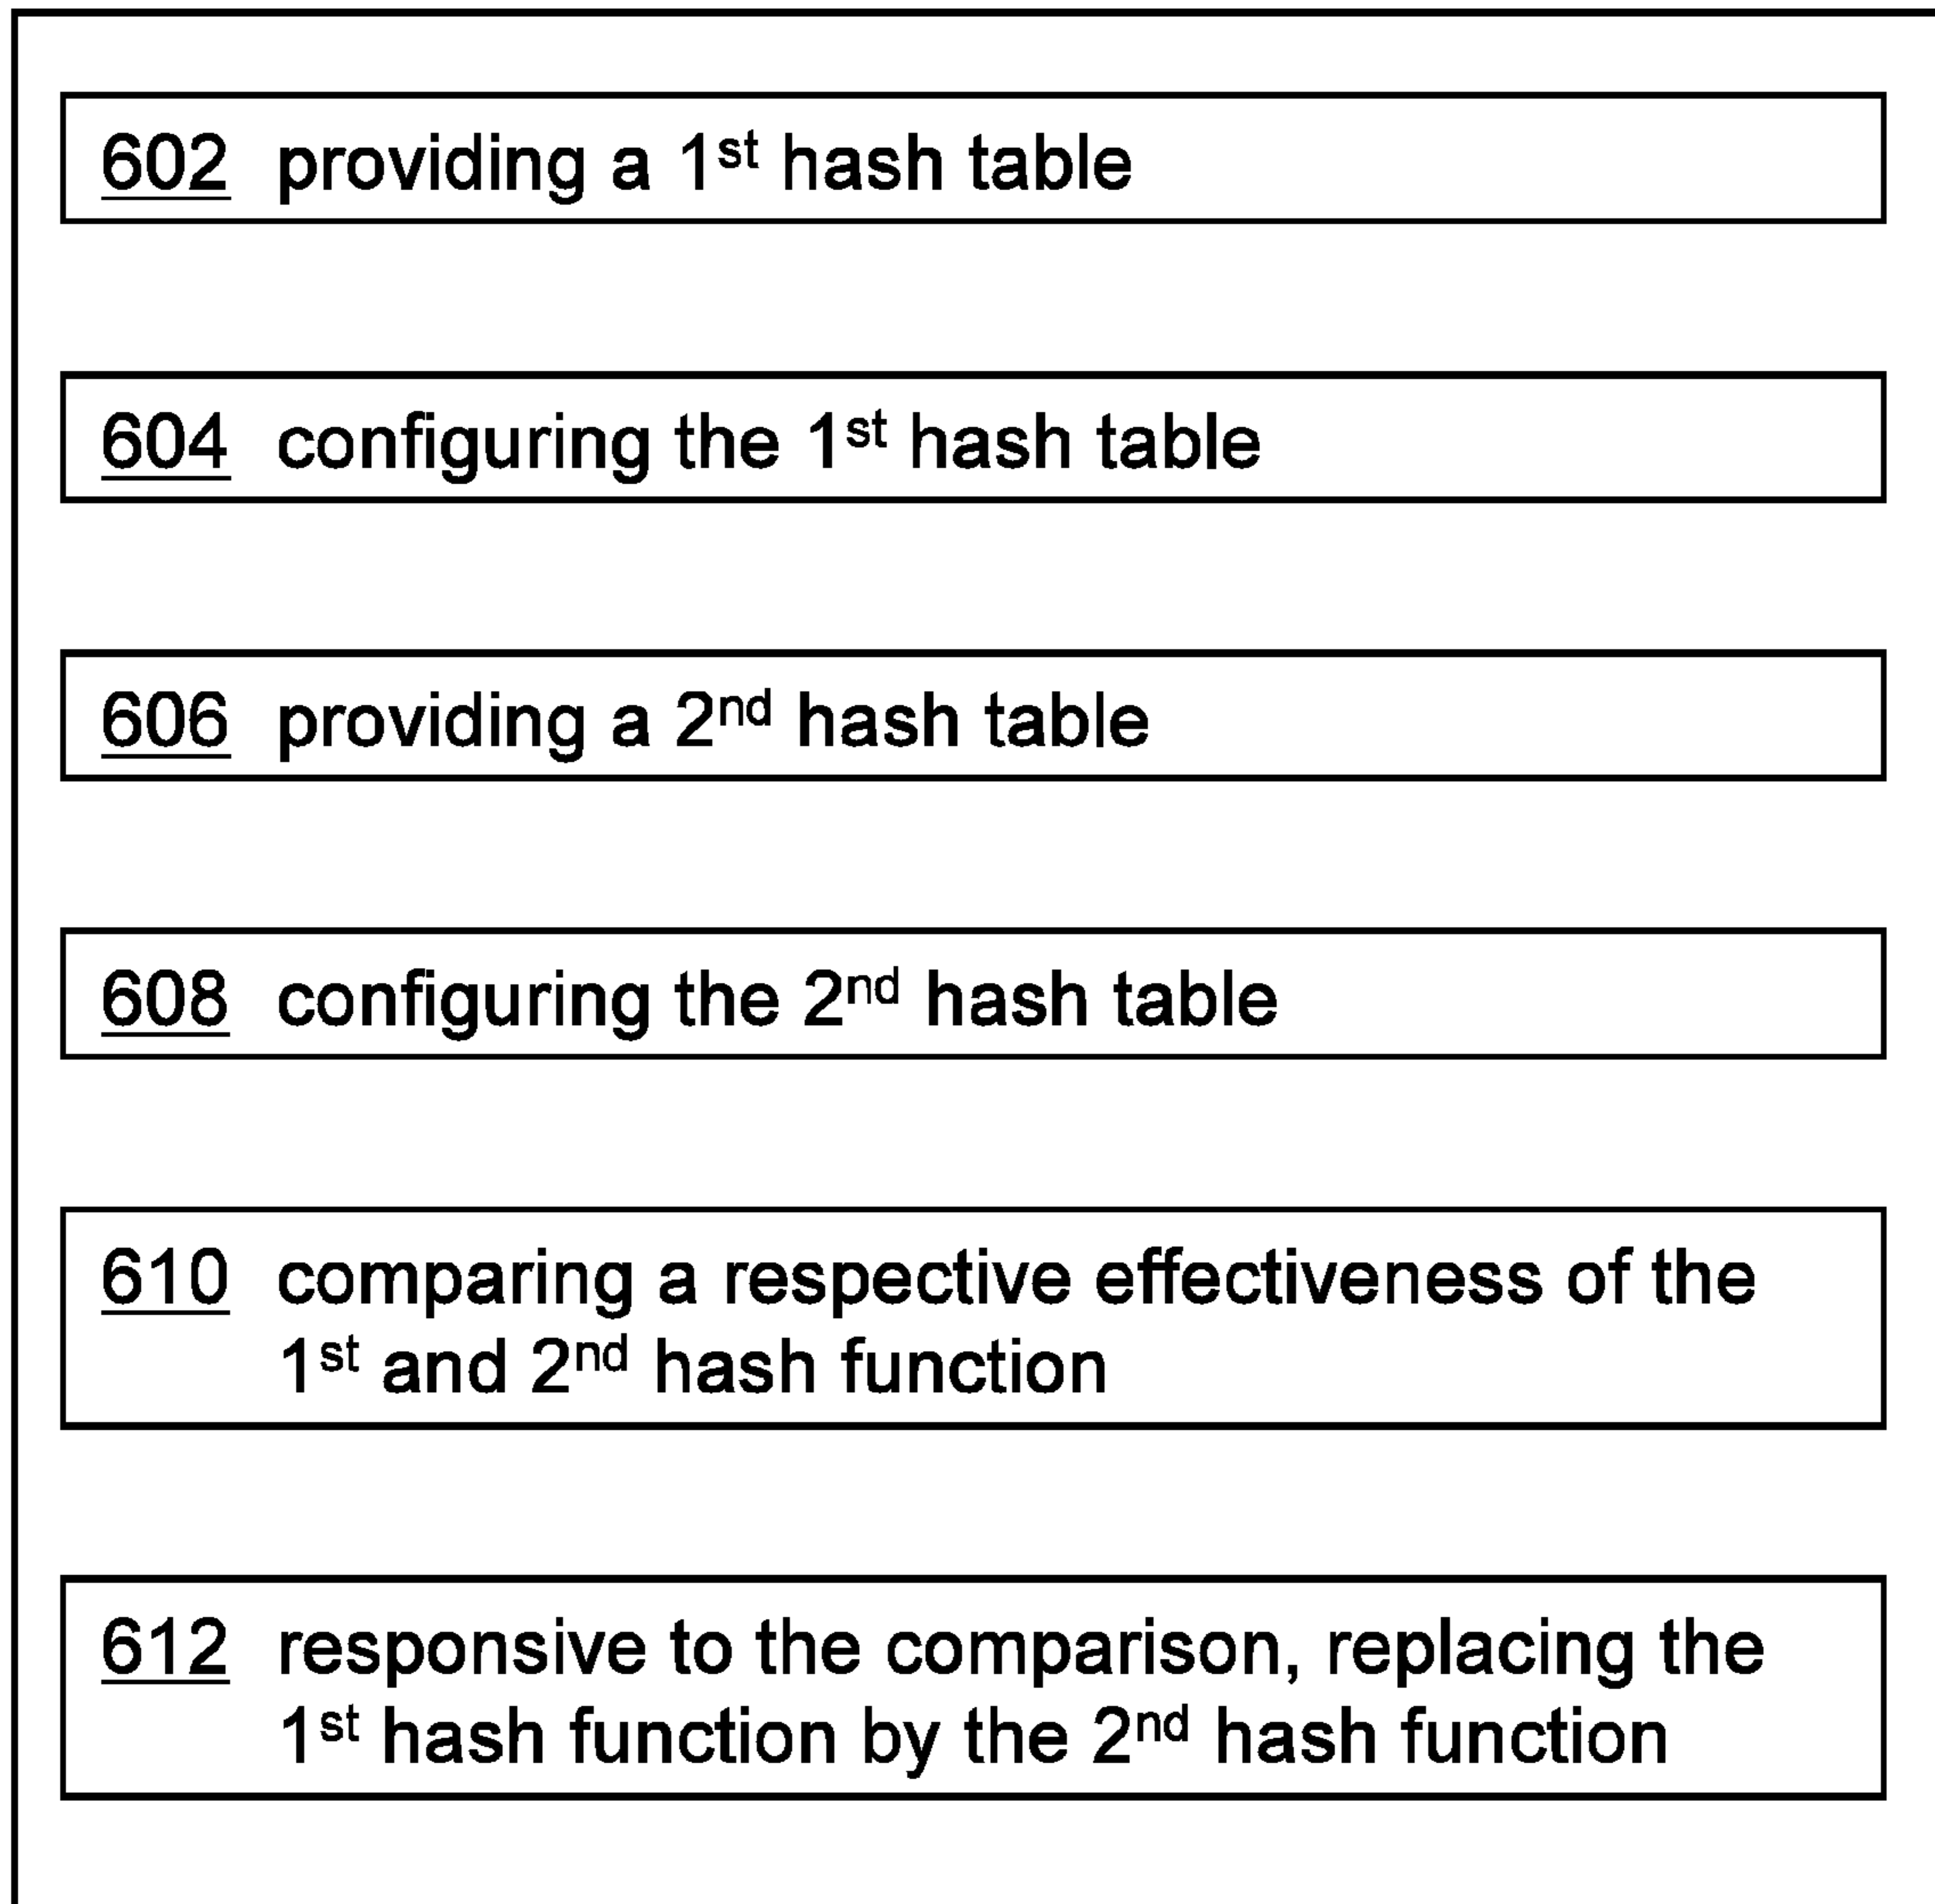 602 providing a 1st hash table
604 configuring the 1st hash table
606 providing a 2nd hash table
608 configuring the 2nd hash table
610 comparing a respective effectiveness of the
1st and 2nd hash function
612 responsive to the comparison, replacing the
1st hash function by the 2nd hash function